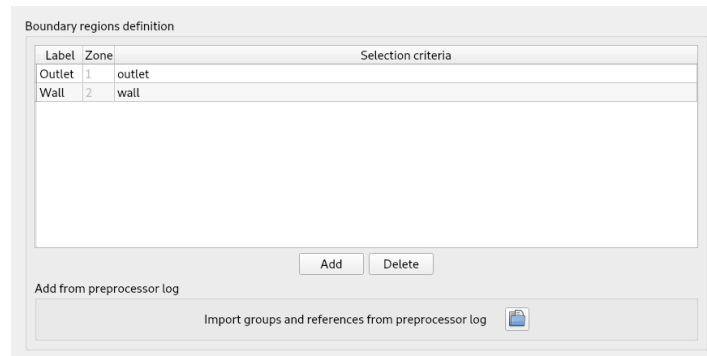 Boundary regions definition
Label Zone Selection criteria
Outlet 1 outlet
Wall 2 wall
Add Delete
Add from preprocessor log
Import groups and references from preprocessor log